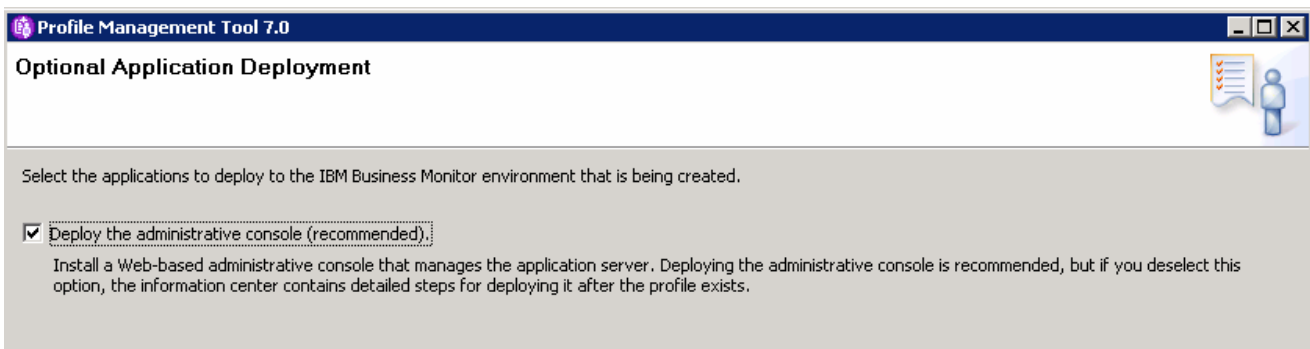 Profile Management Tool 7.0
Optional Application Deployment
Select the applications to deploy to the IBM Business Monitor environment that is being created.
Deploy the administrative console (recommended).
Install a Web-based administrative console that manages the application server. Deploying the administrative console is recommended, but if you deselect this
option, the information center contains detailed steps for deploying it after the profile exists.